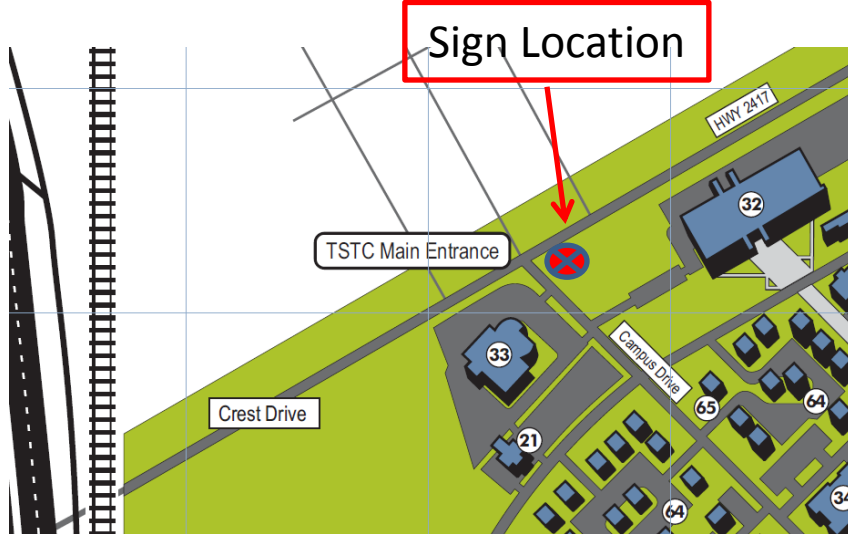 Sign Location
HWY 2417
32
TSTC Main Entrance
33
Campus Drive
Crest Drive
65
64
21
64
34